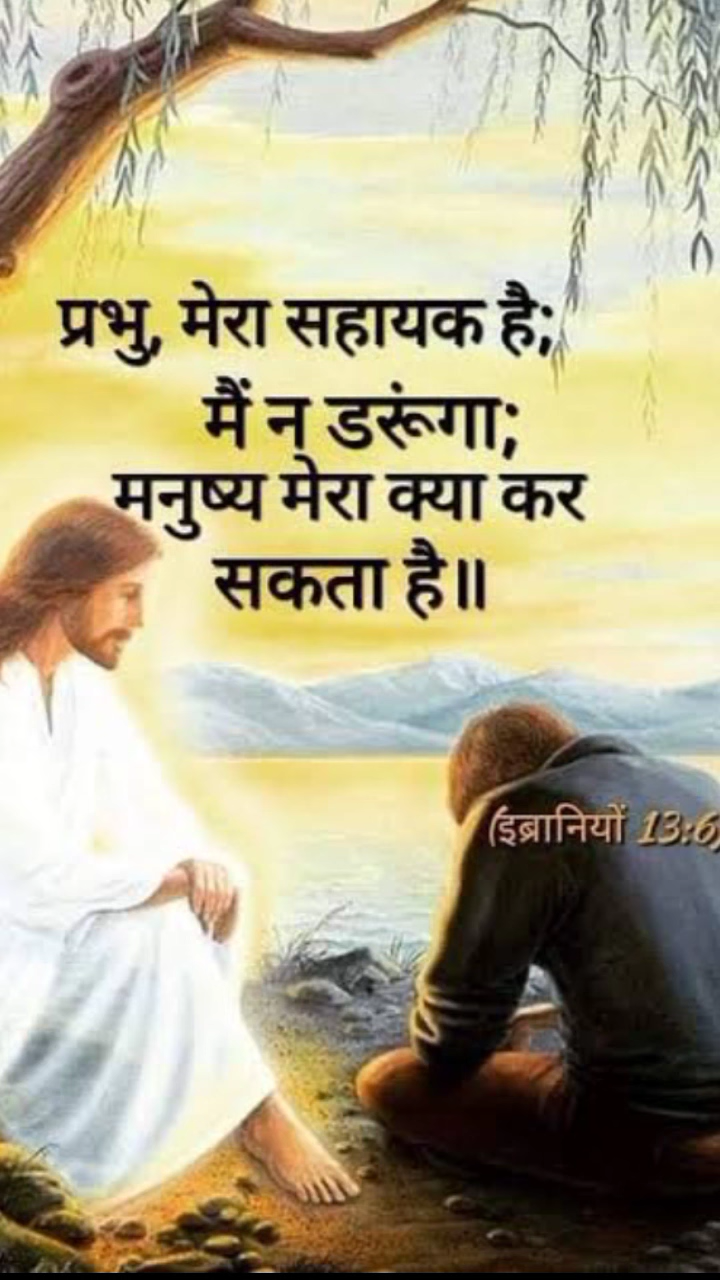 प्रभु, मेरा सहायक है;
मैं न डरूंगा;
मनुष्य मेरा क्या कर
सकता है॥
(इब्रानियों 13:6)